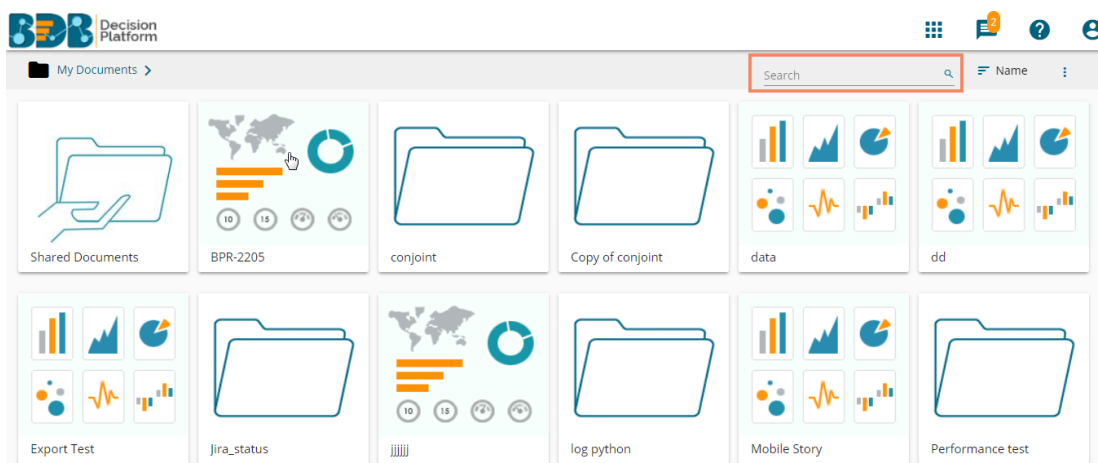 BDB Decision Platform
2
?
My Documents
Search
Name
10 15
Shared Documents
BPR-2205
conjoint
Copy of conjoint
data
dd
10 15
Export Test
Jira_status
jjjjjj
log python
Mobile Story
Performance test